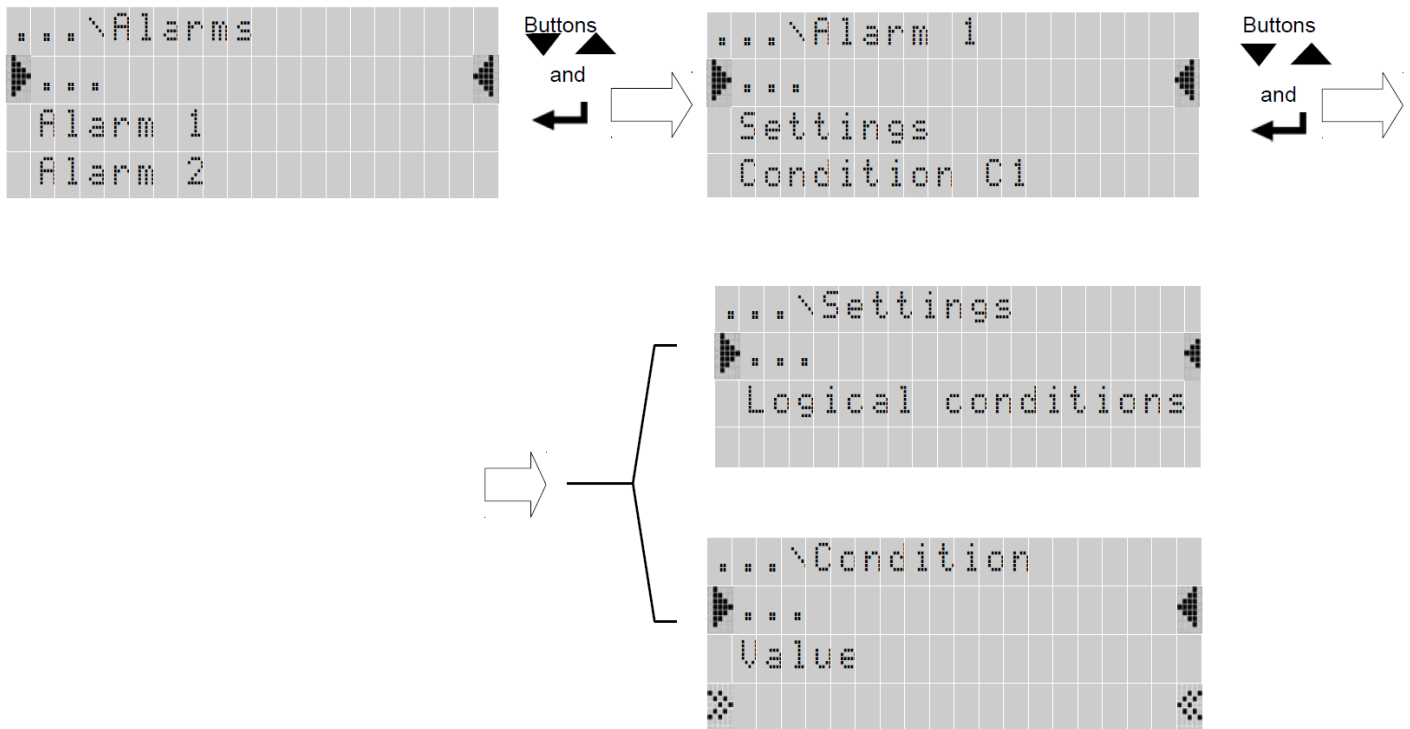 ...\Alarms
...
Alarm 1
Alarm 2
Buttons
and
...\Alarm 1
...
Settings
Condition C1
Buttons
and
...\Settings
...
Logical conditions
...\Condition
...
Value